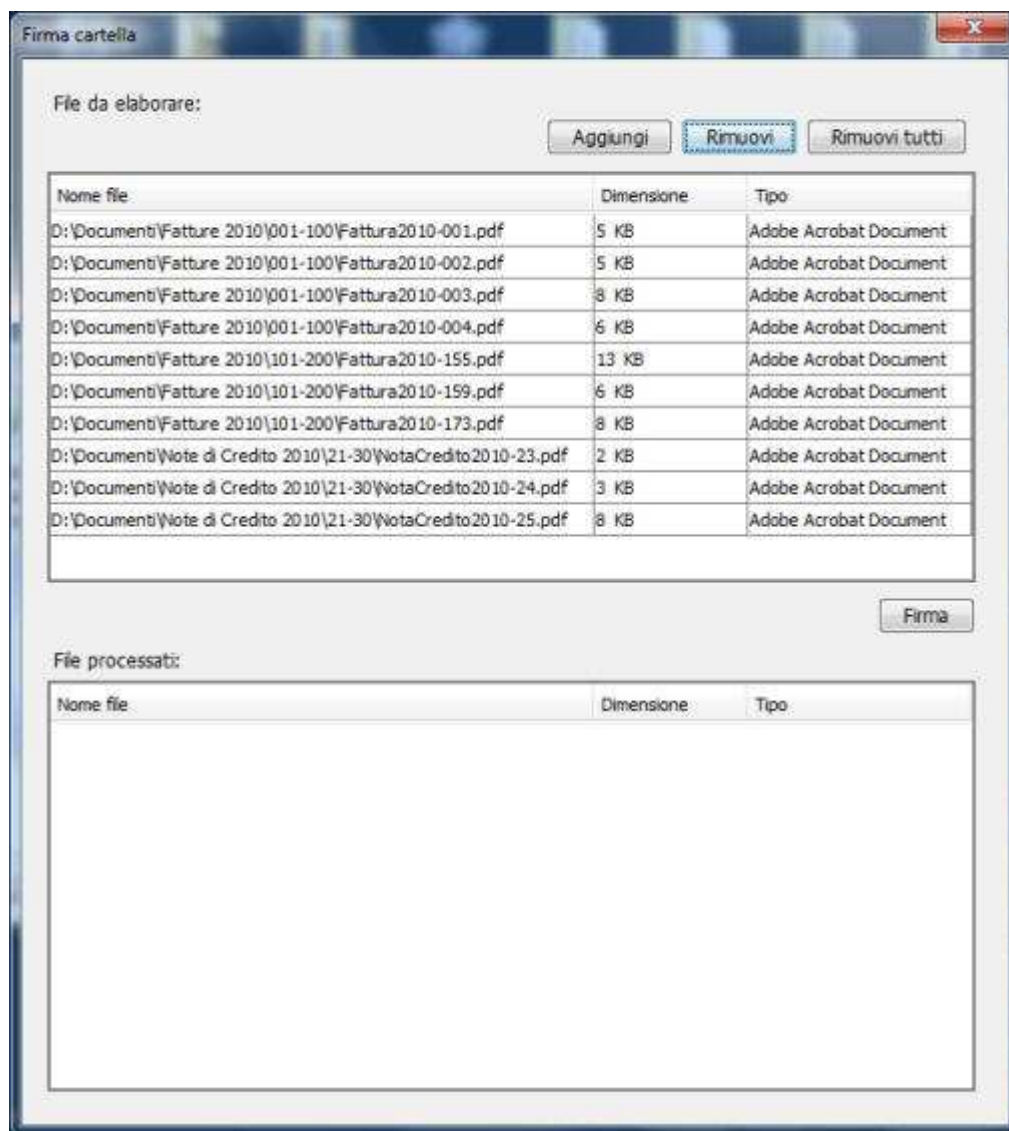 Firma cartella
File da elaborare:
Aggiungi Rimuovi Rimuovi tutti
Nome file Dimensione Tipo
D:\Documenti\Fatture 2010\001-100\Fattura2010-001.pdf 5 KB Adobe Acrobat Document
D:\Documenti\Fatture 2010\001-100\Fattura2010-002.pdf 5 KB Adobe Acrobat Document
D:\Documenti\Fatture 2010\001-100\Fattura2010-003.pdf 8 KB Adobe Acrobat Document
D:\Documenti\Fatture 2010\001-100\Fattura2010-004.pdf 6 KB Adobe Acrobat Document
D:\Documenti\Fatture 2010\101-200\Fattura2010-155.pdf 13 KB Adobe Acrobat Document
D:\Documenti\Fatture 2010\101-200\Fattura2010-159.pdf 6 KB Adobe Acrobat Document
D:\Documenti\Fatture 2010\101-200\Fattura2010-173.pdf 8 KB Adobe Acrobat Document
D:\Documenti\Note di Credito 2010\21-30\NotaCredito2010-23.pdf 2 KB Adobe Acrobat Document
D:\Documenti\Note di Credito 2010\21-30\NotaCredito2010-24.pdf 3 KB Adobe Acrobat Document
D:\Documenti\Note di Credito 2010\21-30\NotaCredito2010-25.pdf 8 KB Adobe Acrobat Document
Firma
File processati:
Nome file Dimensione Tipo